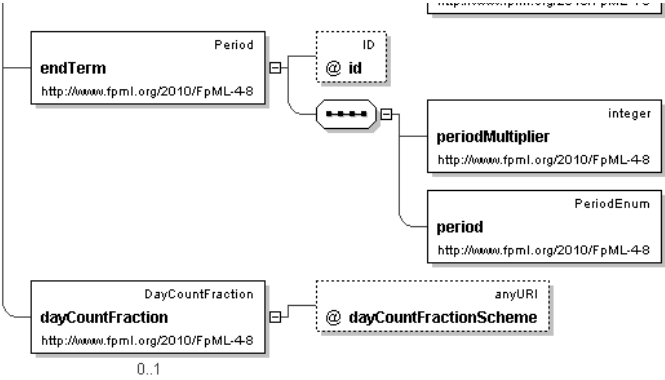 Period
endTerm
http://www.fpml.org/2010/FpML-4-8
ID
@ id
integer
periodMultiplier
http://www.fpml.org/2010/FpML-4-8
PeriodEnum
period
http://www.fpml.org/2010/FpML-4-8
DayCountFraction
dayCountFraction
http://www.fpml.org/2010/FpML-4-8
0..1
anyURI
@ dayCountFractionScheme